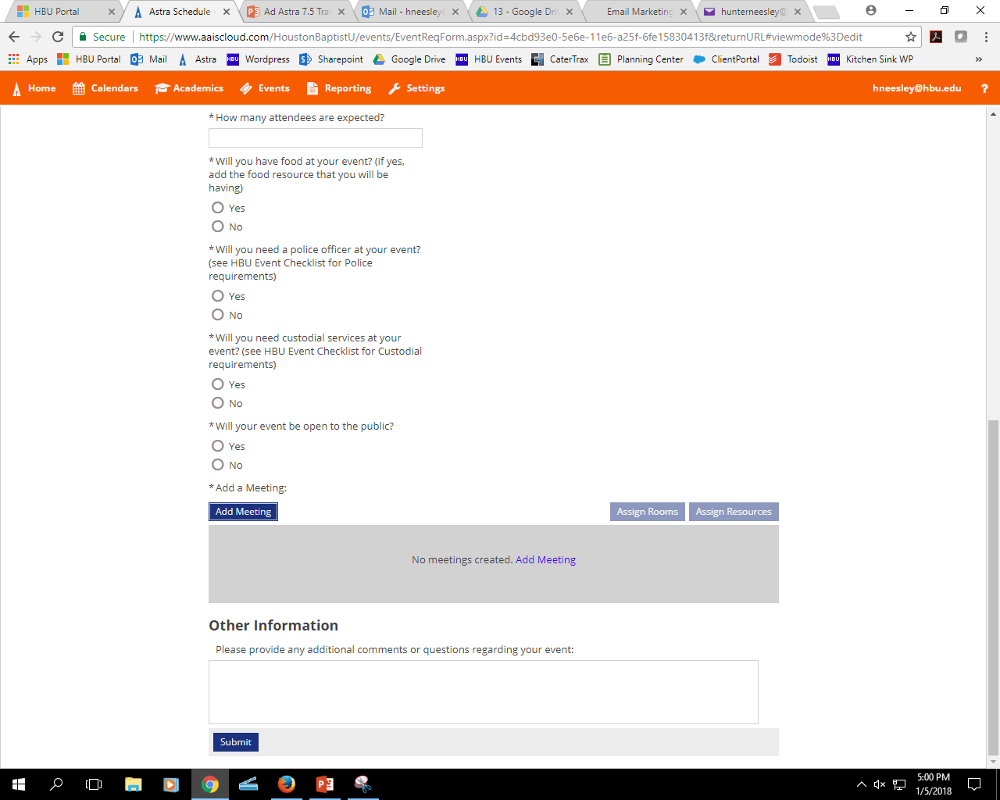 HBU Portal
Astra Schedule -
Ad Astra 7.5 Trai
Mail - hneesley
13 - Google Dri
Email Marketing
hunterneesley@
Secure
https://www.aaiscloud.com/HoustonBaptistU/events/EventReqForm.aspx?id=4cbd93e0-5e6e-11e6-a25f-6fe15830413f&returnURL#viewmode%3Dedit
Apps
HBU Portal
Mail
Astra
HBU Wordpress
Sharepoint
Google Drive
HBU HBU Events
CaterTrax
Planning Center
ClientPortal
Todoist
HBU Kitchen Sink WP
»
Home
Calendars
Academics
Events
Reporting
Settings
hneesley@hbu.edu
?
* How many attendees are expected?
* Will you have food at your event? (if yes,
add the food resource that you will be
having)
Yes
No
* Will you need a police officer at your event?
(see HBU Event Checklist for Police
requirements)
Yes
No
* Will you need custodial services at your
event? (see HBU Event Checklist for Custodial
requirements)
Yes
No
* Will your event be open to the public?
Yes
No
* Add a Meeting:
Add Meeting
Assign Rooms
Assign Resources
No meetings created. Add Meeting
Other Information
Please provide any additional comments or questions regarding your event:
Submit
5:00 PM
1/5/2018